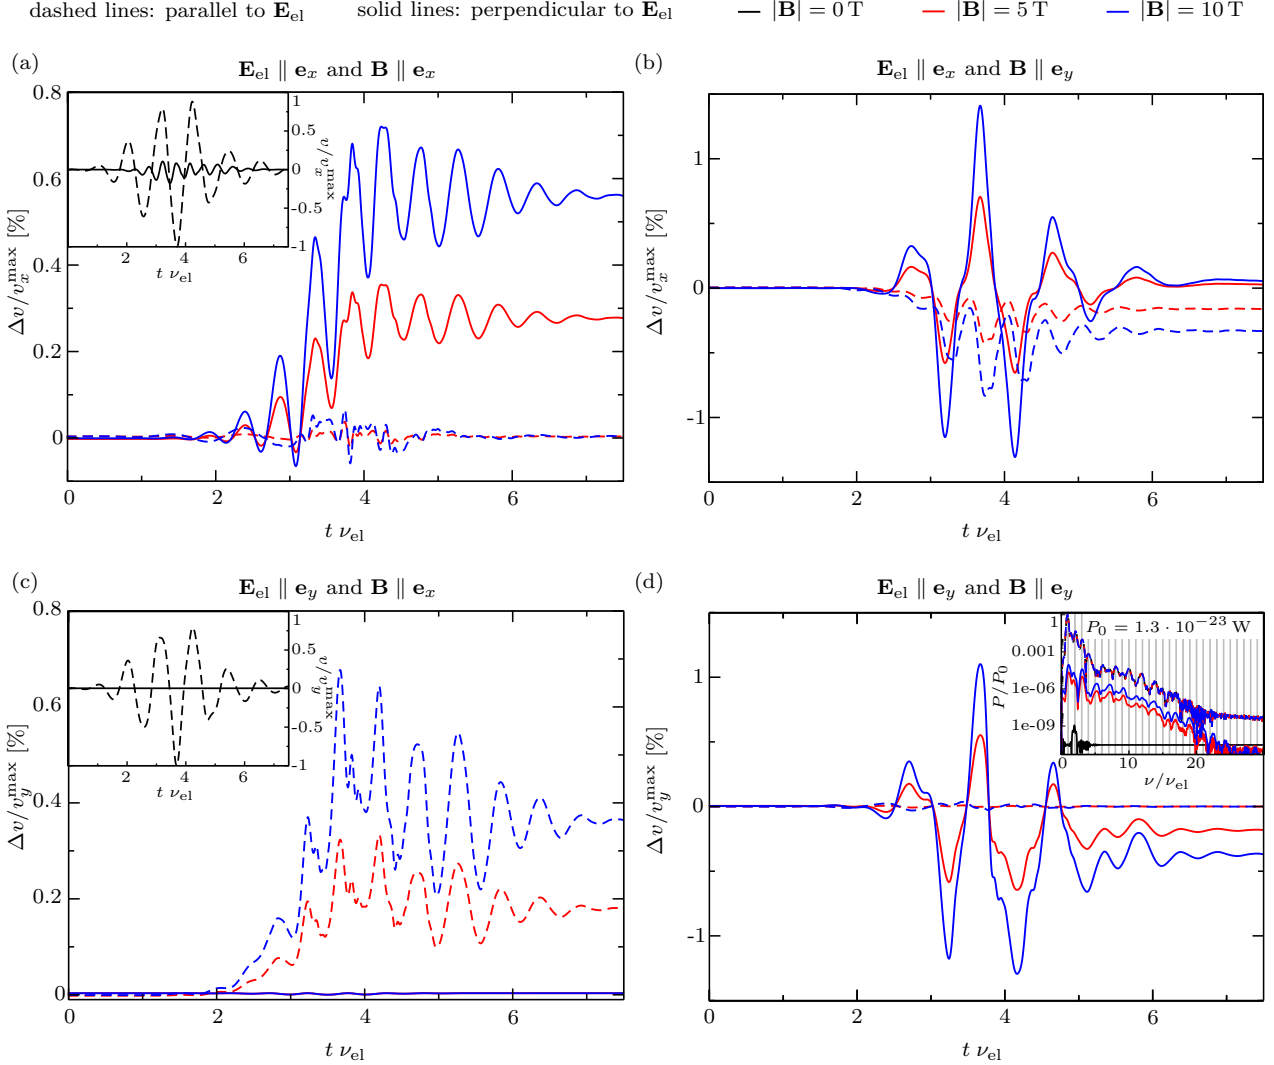 dashed lines: parallel to E_el    solid lines: perpendicular to E_el    |B| = 0 T    |B| = 5 T    |B| = 10 T
(a)
E_el ∥ e_x and B ∥ e_x
Δv/v_x^max [%]
0.8
0.6
0.4
0.2
0
0 2 4 6
t ν_el
1
0.5
0
-0.5
-1
v/v_x^max
2 4 6
t ν_el
(b)
E_el ∥ e_x and B ∥ e_y
Δv/v_x^max [%]
1
0
-1
0 2 4 6
t ν_el
(c)
E_el ∥ e_y and B ∥ e_x
Δv/v_y^max [%]
0.8
0.6
0.4
0.2
0
0 2 4 6
t ν_el
1
0.5
0
-0.5
-1
v/v_y^max
2 4 6
t ν_el
(d)
E_el ∥ e_y and B ∥ e_y
Δv/v_y^max [%]
1
0
-1
0 2 4 6
t ν_el
P_0 = 1.3 · 10^−23 W
P/P_0
1
0.001
1e-06
1e-09
0 10 20
ν/ν_el